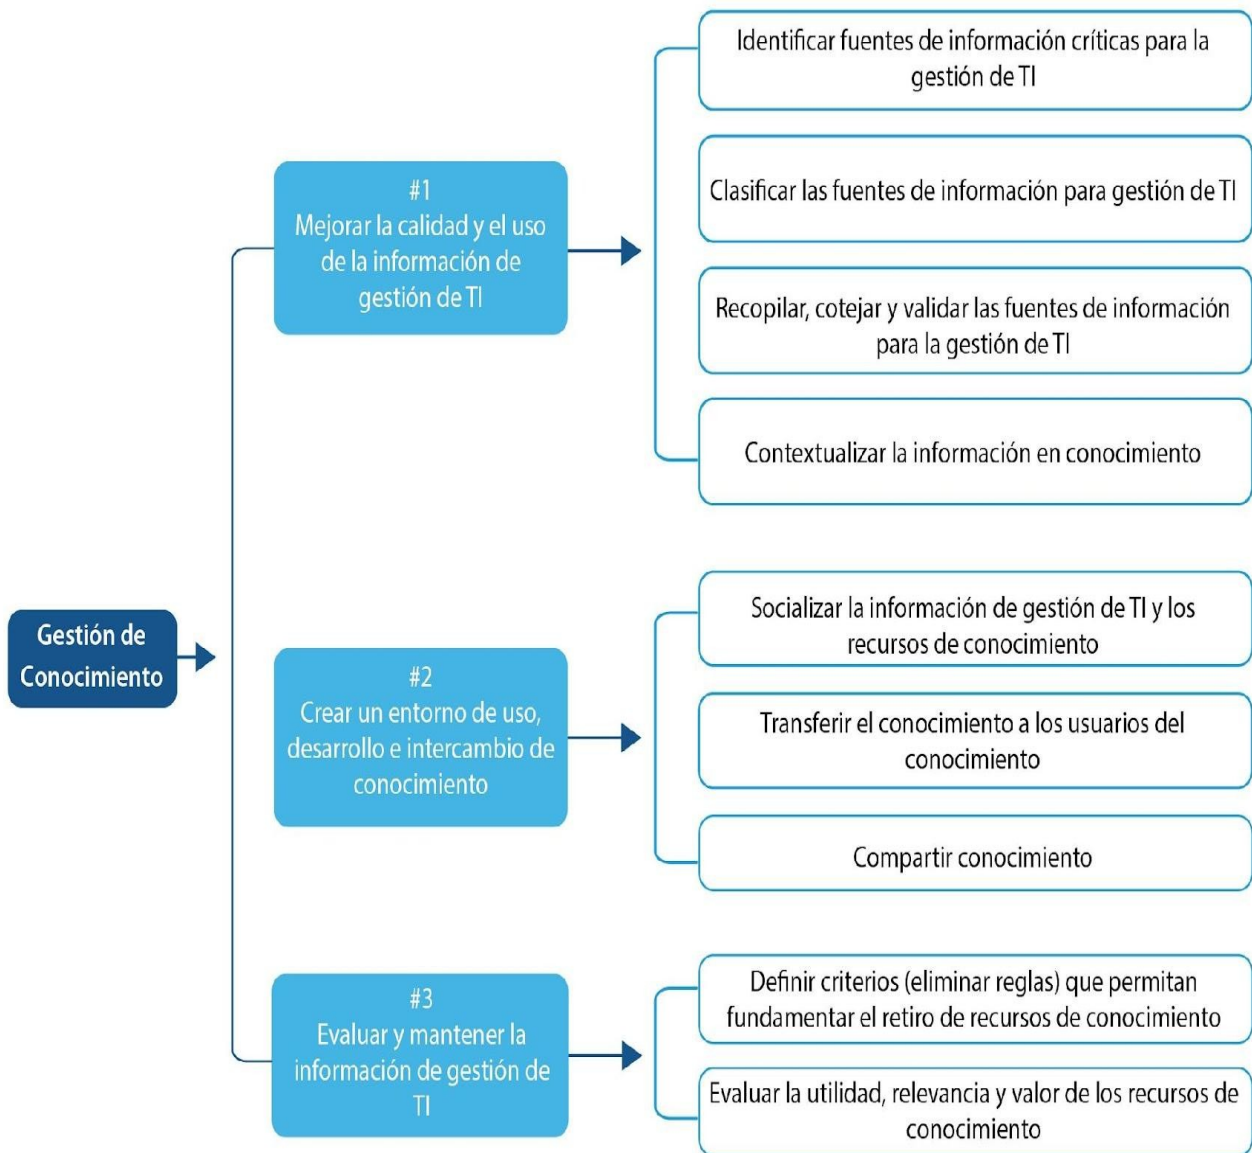 Gestión de
Conocimiento
#1
Mejorar la calidad y el uso
de la información de
gestión de TI
Identificar fuentes de información críticas para la
gestión de TI
Clasificar las fuentes de información para gestión de TI
Recopilar, cotejar y validar las fuentes de información
para la gestión de TI
Contextualizar la información en conocimiento
#2
Crear un entorno de uso,
desarrollo e intercambio de
conocimiento
Socializar la información de gestión de TI y los
recursos de conocimiento
Transferir el conocimiento a los usuarios del
conocimiento
Compartir conocimiento
#3
Evaluar y mantener la
información de gestión de
TI
Definir criterios (eliminar reglas) que permitan
fundamentar el retiro de recursos de conocimiento
Evaluar la utilidad, relevancia y valor de los recursos de
conocimiento